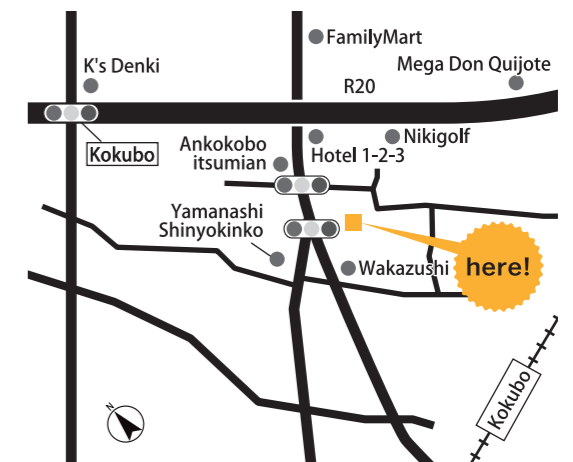 FamilyMart
K's Denki
Mega Don Quijote
R20
Kokubo
Ankokobo
itsumian
Hotel 1-2-3
Nikigolf
Yamanashi
Shinyokinko
Wakazushi
here!
Kokubo
N